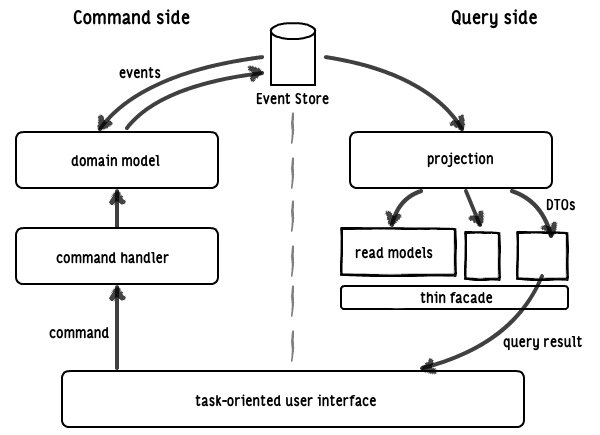 Command side
Query side
events
Event Store
domain model
projection
DTOs
command handler
read models
thin facade
command
query result
task-oriented user interface